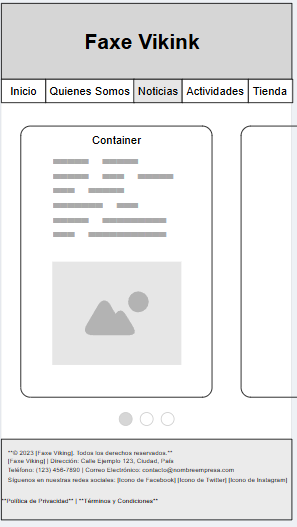 Faxe Vikink
Inicio Quienes Somos Noticias Actividades Tienda
Container
**© 2023 [Faxe Viking]. Todos los derechos reservados.**
[Faxe Viking] | Dirección: Calle Ejemplo 123, Ciudad, País
Teléfono: (123) 456-7890 | Correo Electrónico: contacto@nombreempresa.com
Síguenos en nuestras redes sociales: [Icono de Facebook] [Icono de Twitter] [Icono de Instagram]
**Política de Privacidad** | **Términos y Condiciones**